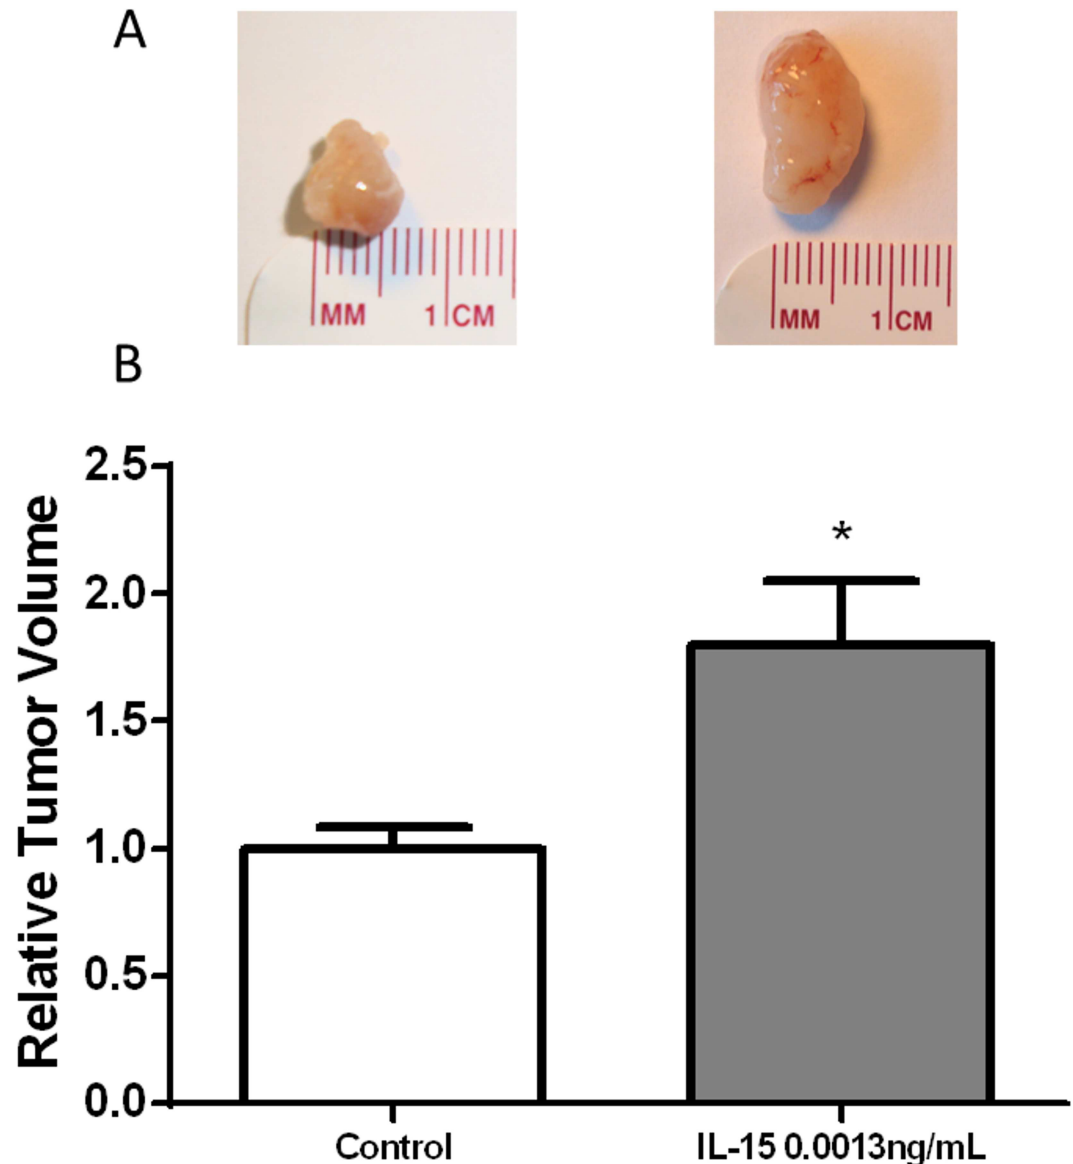 A
MM 1 CM
MM 1 CM
B
2.5
2.0
1.5
1.0
0.5
0.0
Relative Tumor Volume
*
Control
IL-15 0.0013ng/mL